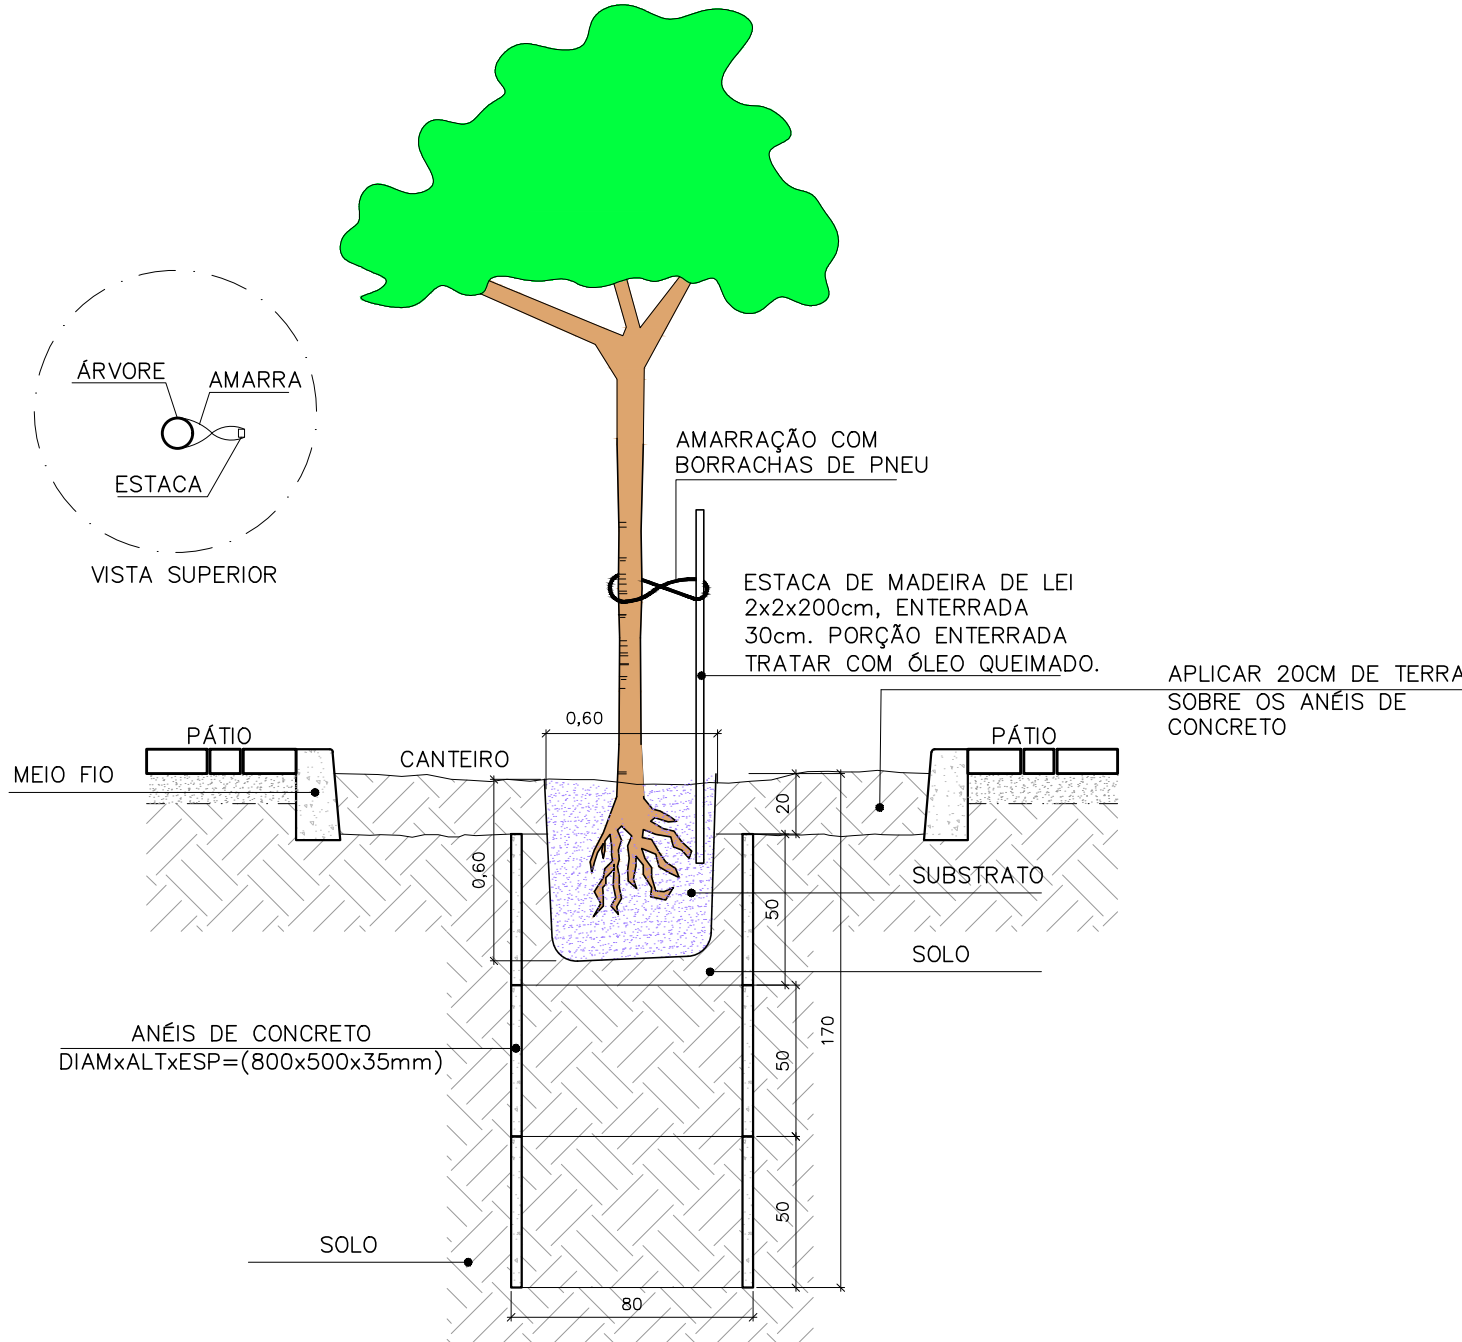 ÁRVORE
AMARRA
ESTACA
VISTA SUPERIOR
AMARRAÇÃO COM
BORRACHAS DE PNEU
ESTACA DE MADEIRA DE LEI
2x2x200cm, ENTERRADA
30cm. PORÇÃO ENTERRADA
TRATAR COM ÓLEO QUEIMADO.
APLICAR 20CM DE TERRA
SOBRE OS ANÉIS DE
CONCRETO
0,60
PÁTIO
CANTEIRO
PÁTIO
MEIO FIO
20
0,60
SUBSTRATO
50
SOLO
ANÉIS DE CONCRETO
DIAMxALTxESP=(800x500x35mm)
170
50
50
SOLO
80